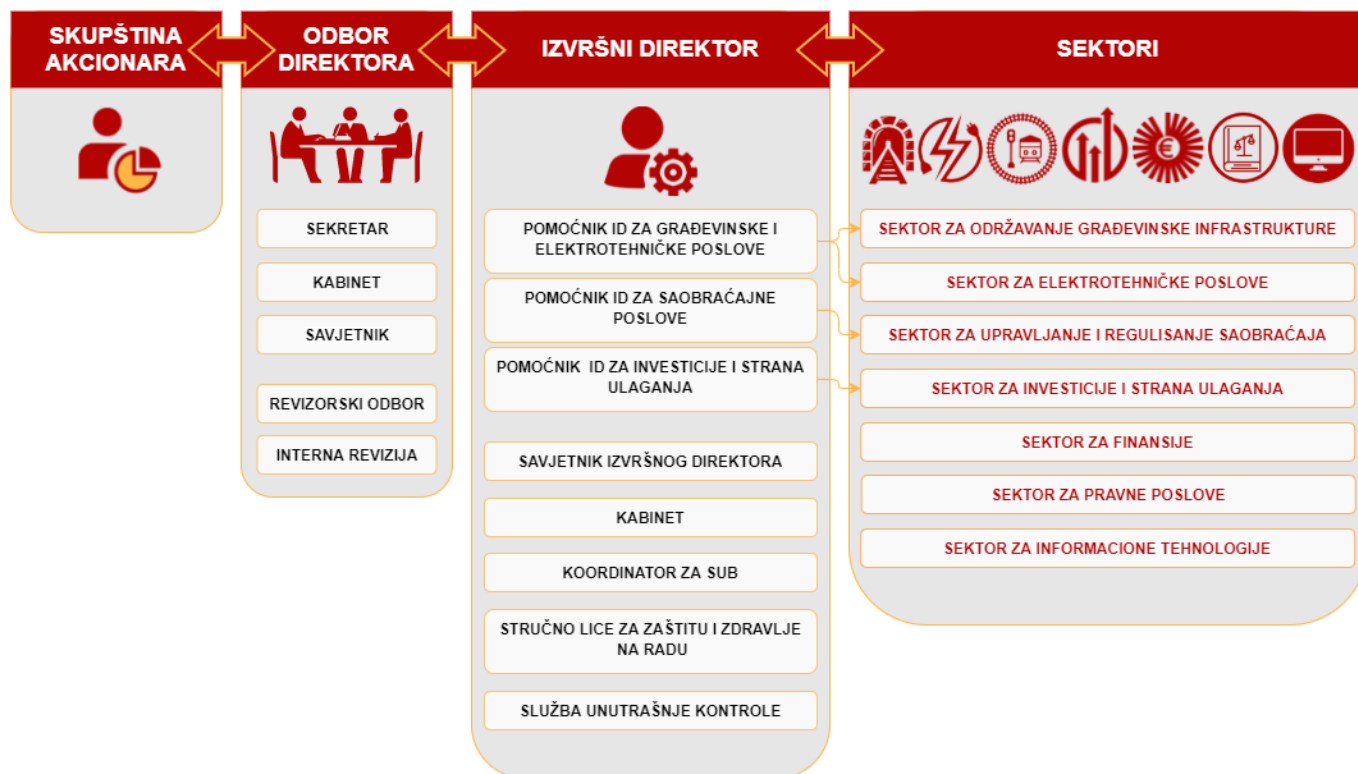 SKUPŠTINA
AKCIONARA
ODBOR
DIREKTORA
IZVRŠNI DIREKTOR
SEKTORI
€
SEKRETAR
KABINET
SAVJETNIK
REVIZORSKI ODBOR
INTERNA REVIZIJA
POMOĆNIK ID ZA GRAĐEVINSKE I
ELEKTROTEHNIČKE POSLOVE
POMOĆNIK ID ZA SAOBRAĆAJNE
POSLOVE
POMOĆNIK ID ZA INVESTICIJE I STRANA
ULAGANJA
SAVJETNIK IZVRŠNOG DIREKTORA
KABINET
KOORDINATOR ZA SUB
STRUČNO LICE ZA ZAŠTITU I ZDRAVLJE
NA RADU
SLUŽBA UNUTRAŠNJE KONTROLE
SEKTOR ZA ODRŽAVANJE GRAĐEVINSKE INFRASTRUKTURE
SEKTOR ZA ELEKTROTEHNIČKE POSLOVE
SEKTOR ZA UPRAVLJANJE I REGULISANJE SAOBRAĆAJA
SEKTOR ZA INVESTICIJE I STRANA ULAGANJA
SEKTOR ZA FINANSIJE
SEKTOR ZA PRAVNE POSLOVE
SEKTOR ZA INFORMACIONE TEHNOLOGIJE